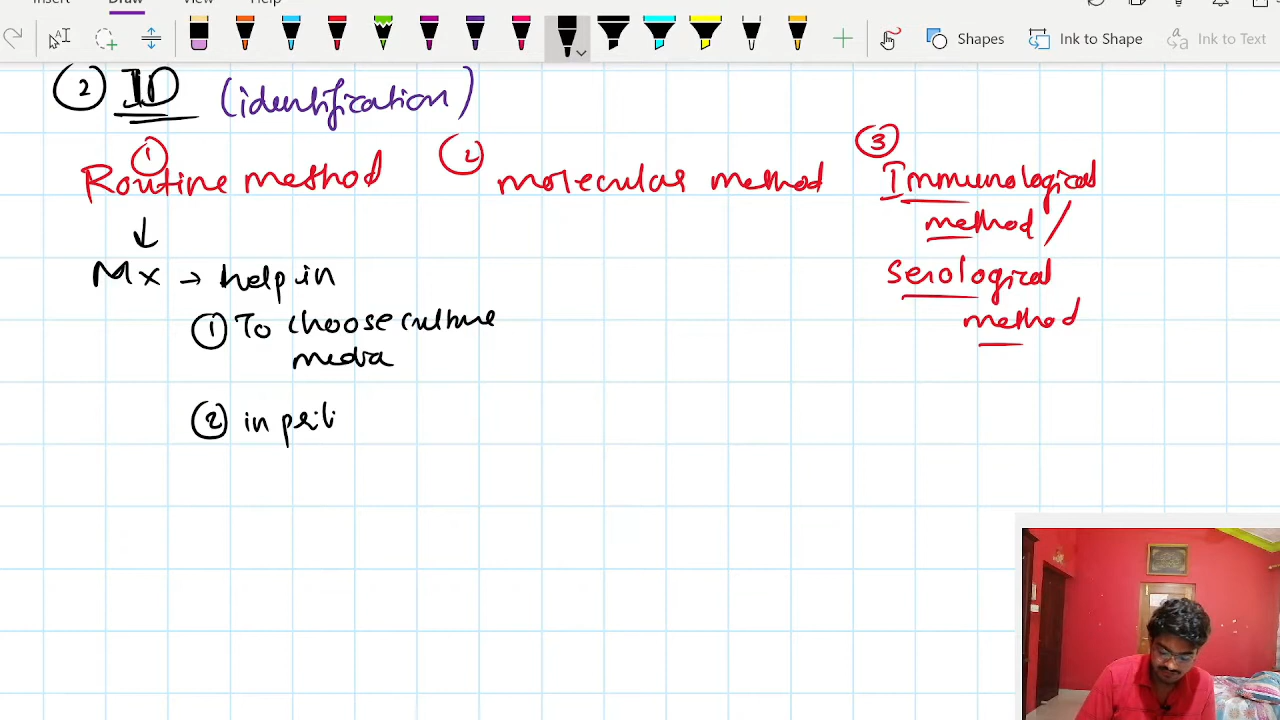 Insert Draw View Help
Shapes Ink to Shape Ink to Text
② ID (identification)
① Routine method
② molecular method
③ Immunological
method /
Serological
method
↓
Mx → help in
① To choose culture
media
② in pri